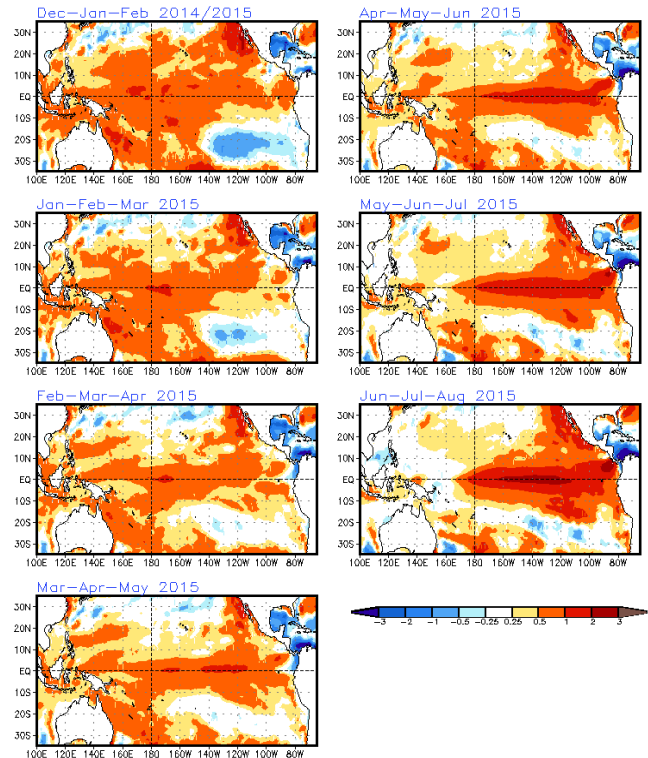 Dec-Jan-Feb 2014/2015
30N
20N
10N
EQ
10S
20S
30S
100E 120E 140E 160E 180 160W 140W 120W 100W 80W
Jan-Feb-Mar 2015
30N
20N
10N
EQ
10S
20S
30S
100E 120E 140E 160E 180 160W 140W 120W 100W 80W
Feb-Mar-Apr 2015
30N
20N
10N
EQ
10S
20S
30S
100E 120E 140E 160E 180 160W 140W 120W 100W 80W
Mar-Apr-May 2015
30N
20N
10N
EQ
10S
20S
30S
100E 120E 140E 160E 180 160W 140W 120W 100W 80W
Apr-May-Jun 2015
30N
20N
10N
EQ
10S
20S
30S
100E 120E 140E 160E 180 160W 140W 120W 100W 80W
May-Jun-Jul 2015
30N
20N
10N
EQ
10S
20S
30S
100E 120E 140E 160E 180 160W 140W 120W 100W 80W
Jun-Jul-Aug 2015
30N
20N
10N
EQ
10S
20S
30S
100E 120E 140E 160E 180 160W 140W 120W 100W 80W
-3 -2 -1 -0.5 -0.25 0.25 0.5 1 2 3